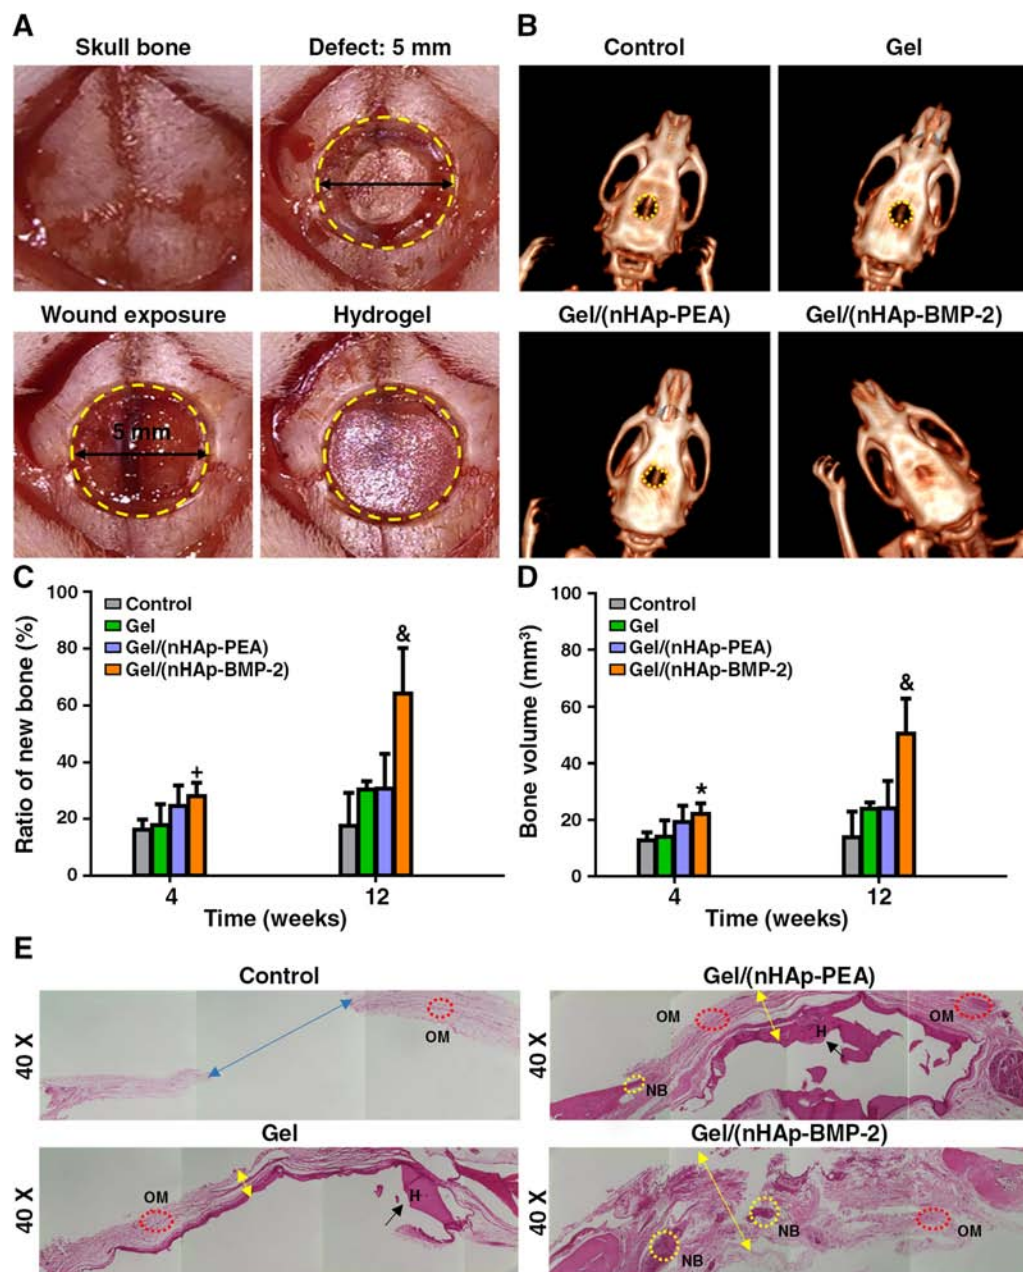 A
Skull bone
Defect: 5 mm
Wound exposure
Hydrogel
5 mm
B
Control
Gel
Gel/(nHAp-PEA)
Gel/(nHAp-BMP-2)
C
Ratio of new bone (%)
100
80
60
40
20
0
Control
Gel
Gel/(nHAp-PEA)
Gel/(nHAp-BMP-2)
+
&
4
12
Time (weeks)
D
Bone volume (mm³)
100
80
60
40
20
0
Control
Gel
Gel/(nHAp-PEA)
Gel/(nHAp-BMP-2)
*
&
4
12
Time (weeks)
E
Control
40 X
OM
Gel/(nHAp-PEA)
40 X
OM
H
OM
NB
Gel
40 X
OM
H
Gel/(nHAp-BMP-2)
40 X
NB
NB
OM